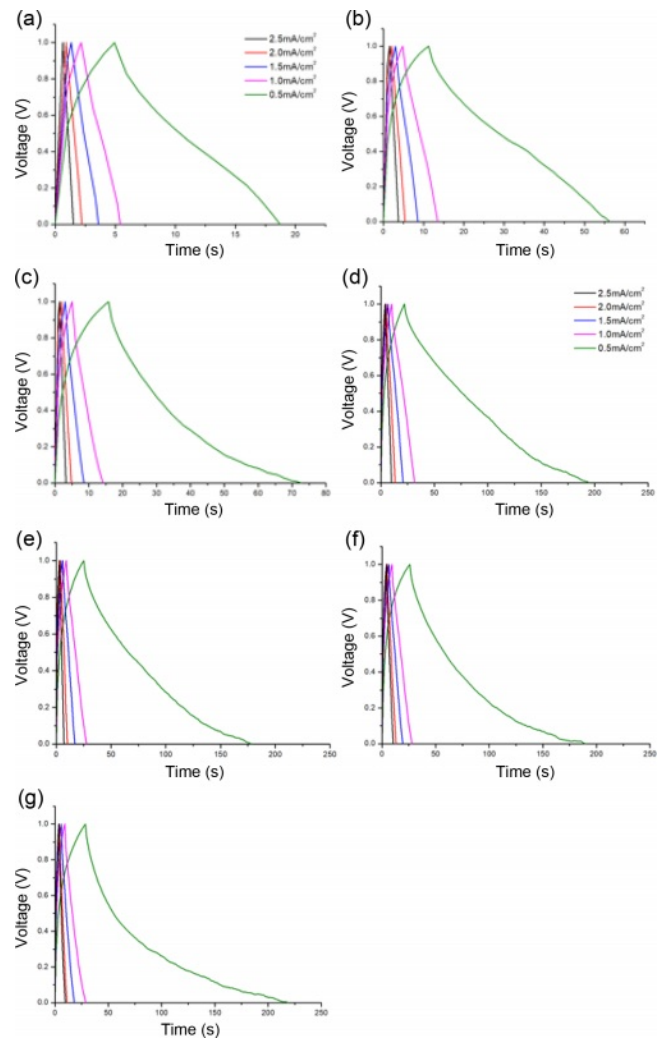 (a)
Voltage (V)
1.0
0.8
0.6
0.4
0.2
0.0
2.5mA/cm²
2.0mA/cm²
1.5mA/cm²
1.0mA/cm²
0.5mA/cm²
0 5 10 15 20
Time (s)
(b)
Voltage (V)
1.0
0.8
0.6
0.4
0.2
0.0
0 10 20 30 40 50 60
Time (s)
(c)
Voltage (V)
1.0
0.8
0.6
0.4
0.2
0.0
0 10 20 30 40 50 60 70 80
Time (s)
(d)
Voltage (V)
1.0
0.8
0.6
0.4
0.2
0.0
2.5mA/cm²
2.0mA/cm²
1.5mA/cm²
1.0mA/cm²
0.5mA/cm²
0 50 100 150 200 250
Time (s)
(e)
Voltage (V)
1.0
0.8
0.6
0.4
0.2
0.0
0 50 100 150 200 250
Time (s)
(f)
Voltage (V)
1.0
0.8
0.6
0.4
0.2
0.0
0 50 100 150 200 250
Time (s)
(g)
Voltage (V)
1.0
0.8
0.6
0.4
0.2
0.0
0 50 100 150 200 250
Time (s)